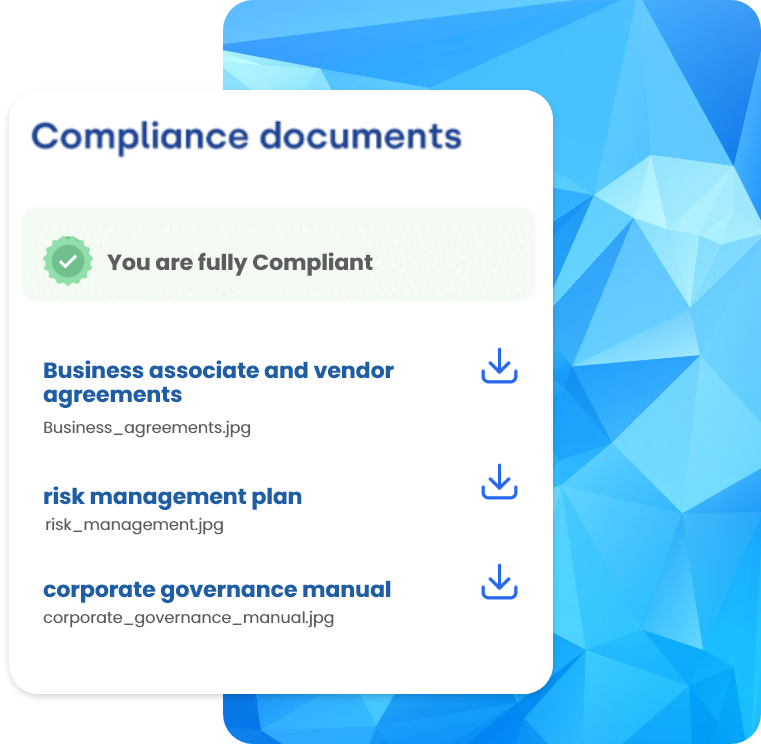 Compliance documents
You are fully Compliant
Business associate and vendor
agreements
Business_agreements.jpg
risk management plan
risk_management.jpg
corporate governance manual
corporate_governance_manual.jpg